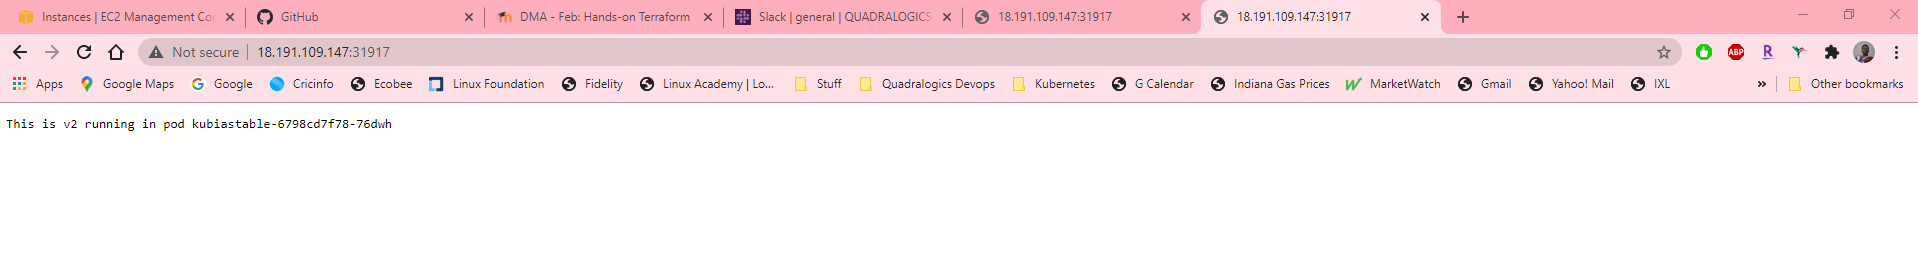 Instances | EC2 Management Co
GitHub
DMA - Feb: Hands-on Terraform
Slack | general | QUADRALOGICS
18.191.109.147:31917
18.191.109.147:31917
Not secure
18.191.109.147:31917
ABP
R
Apps
Google Maps
Google
Cricinfo
Ecobee
Linux Foundation
Fidelity
Linux Academy | Lo...
Stuff
Quadralogics Devops
Kubernetes
G Calendar
Indiana Gas Prices
MarketWatch
Gmail
Yahoo! Mail
IXL
»
Other bookmarks
This is v2 running in pod kubiastable-6798cd7f78-76dwh